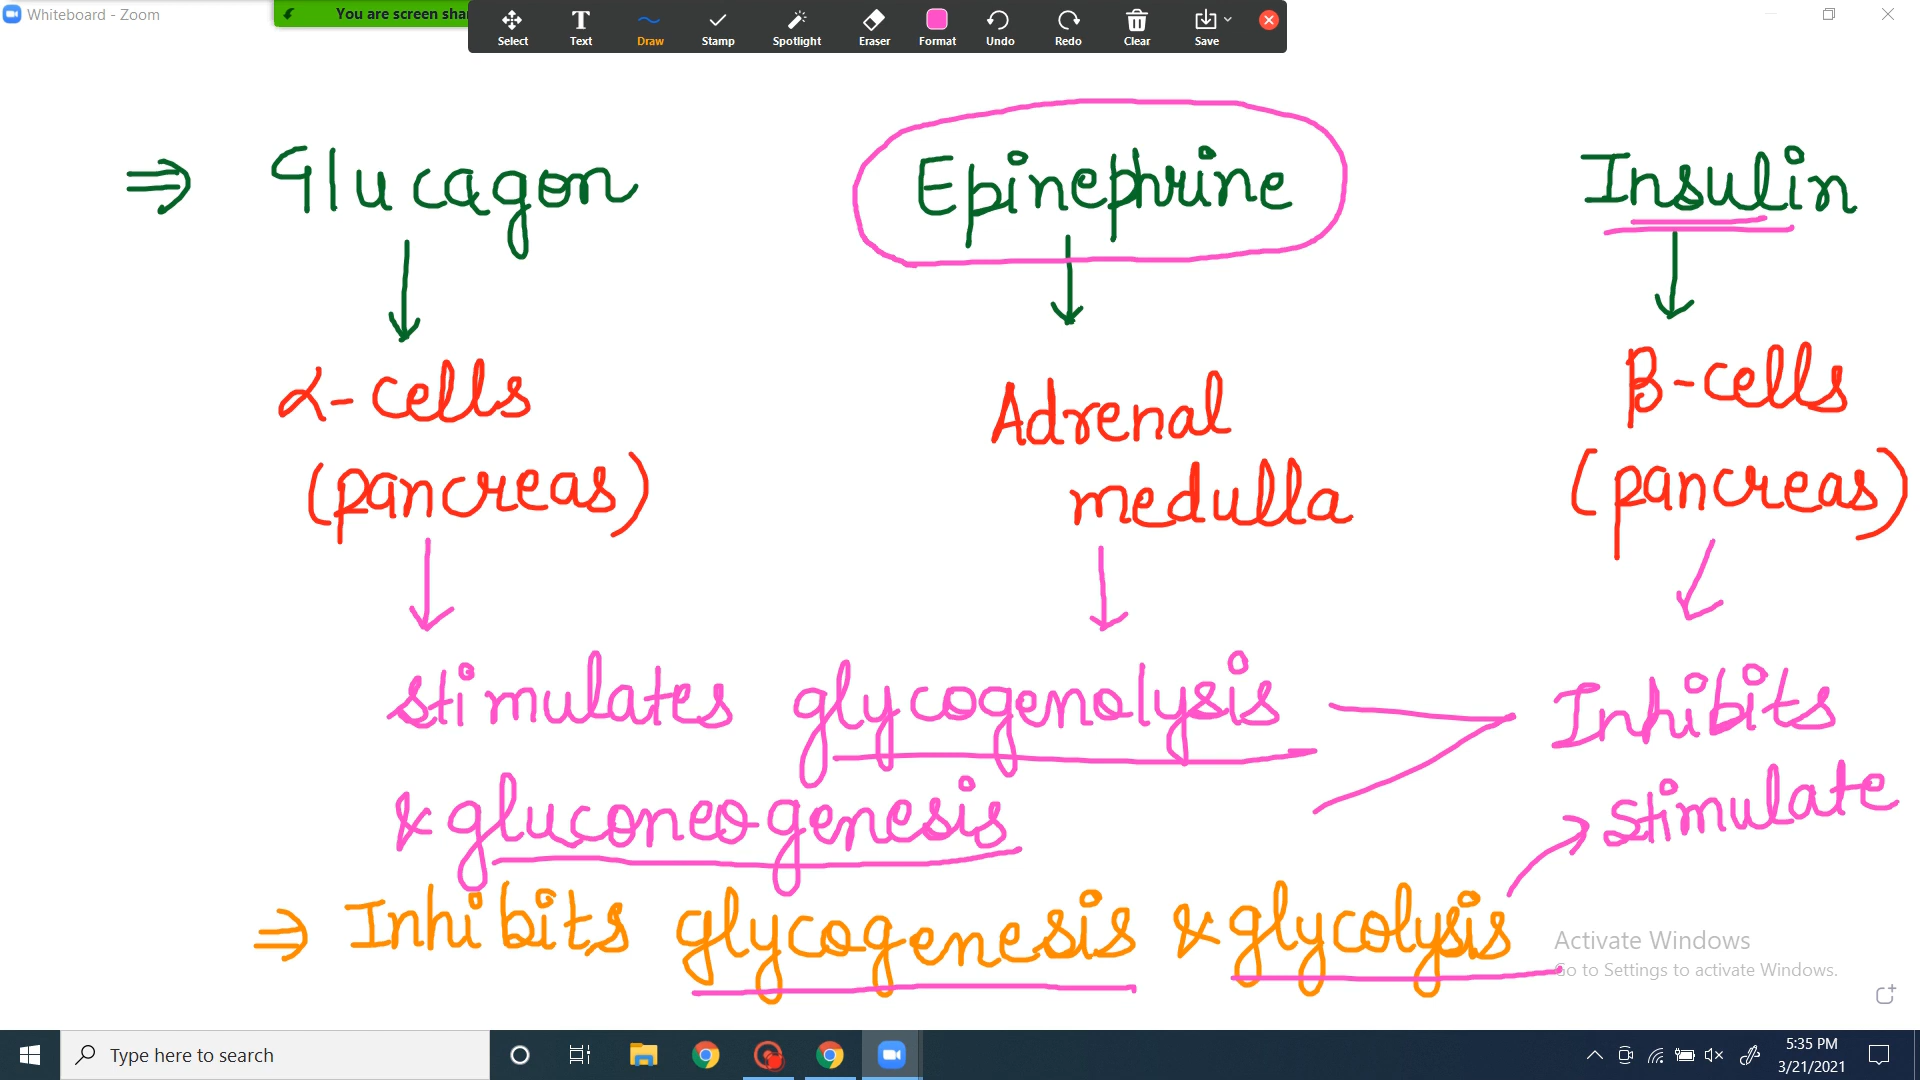 Whiteboard - Zoom
You are screen sha
Select Text Draw Stamp Spotlight Eraser Format Undo Redo Clear Save
⇒ Glucagon Epinephrine Insulin
α-cells Adrenal β-cells
(pancreas) medulla (pancreas)
stimulates glycogenolysis Inhibits
& gluconeogenesis stimulate
⇒ Inhibits glycogenesis & glycolysis
Activate Windows
Go to Settings to activate Windows.
Type here to search
5:35 PM
3/21/2021